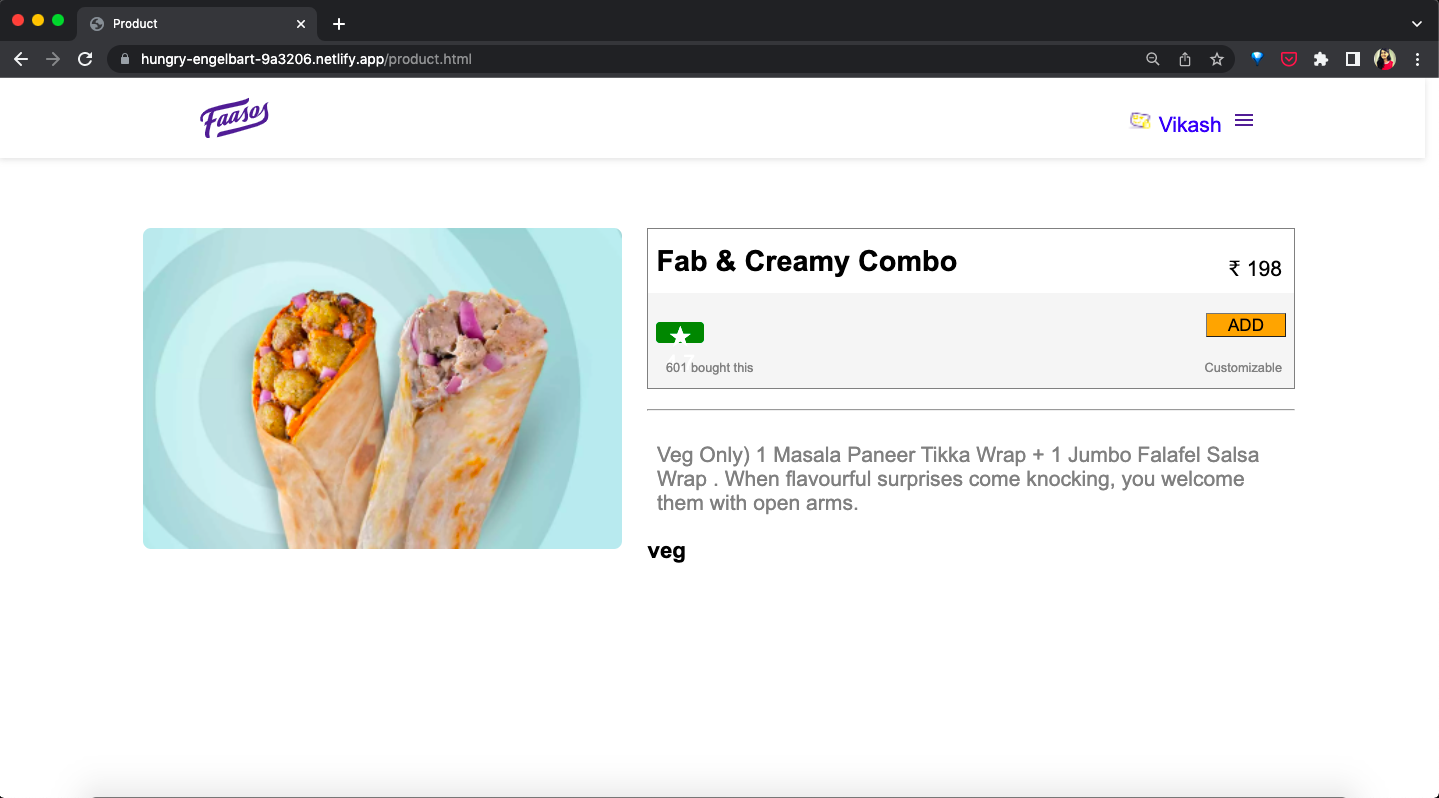 Product
hungry-engelbart-9a3206.netlify.app/product.html
Faasos
Vikash
Fab & Creamy Combo
₹ 198
ADD
601 bought this
Customizable
Veg Only) 1 Masala Paneer Tikka Wrap + 1 Jumbo Falafel Salsa
Wrap . When flavourful surprises come knocking, you welcome
them with open arms.
veg